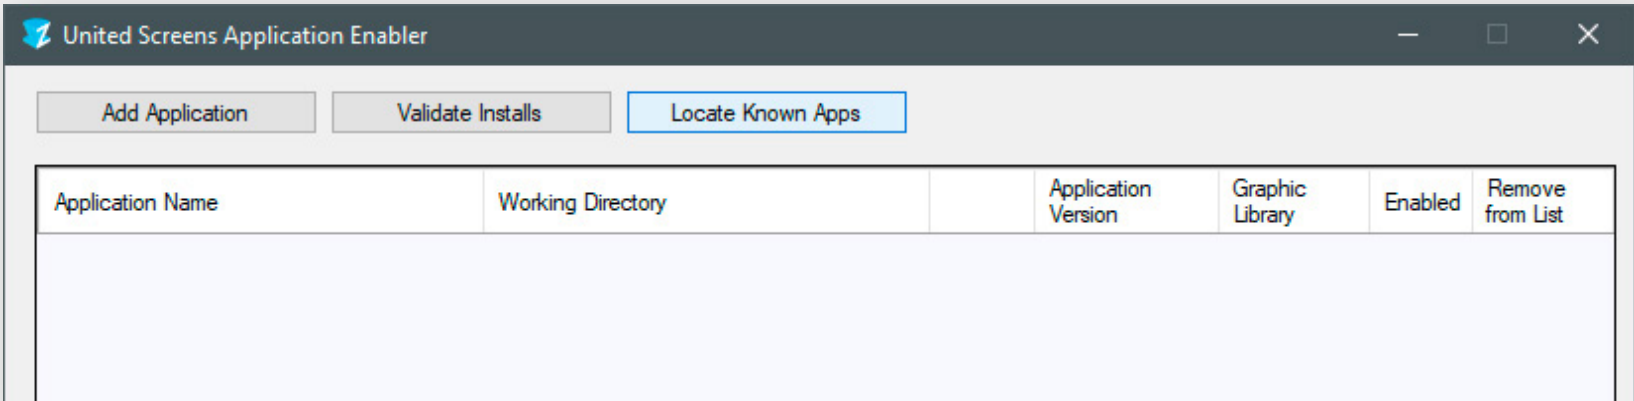 United Screens Application Enabler
Add Application
Validate Installs
Locate Known Apps
Application Name
Working Directory
Application
Version
Graphic
Library
Enabled
Remove
from List